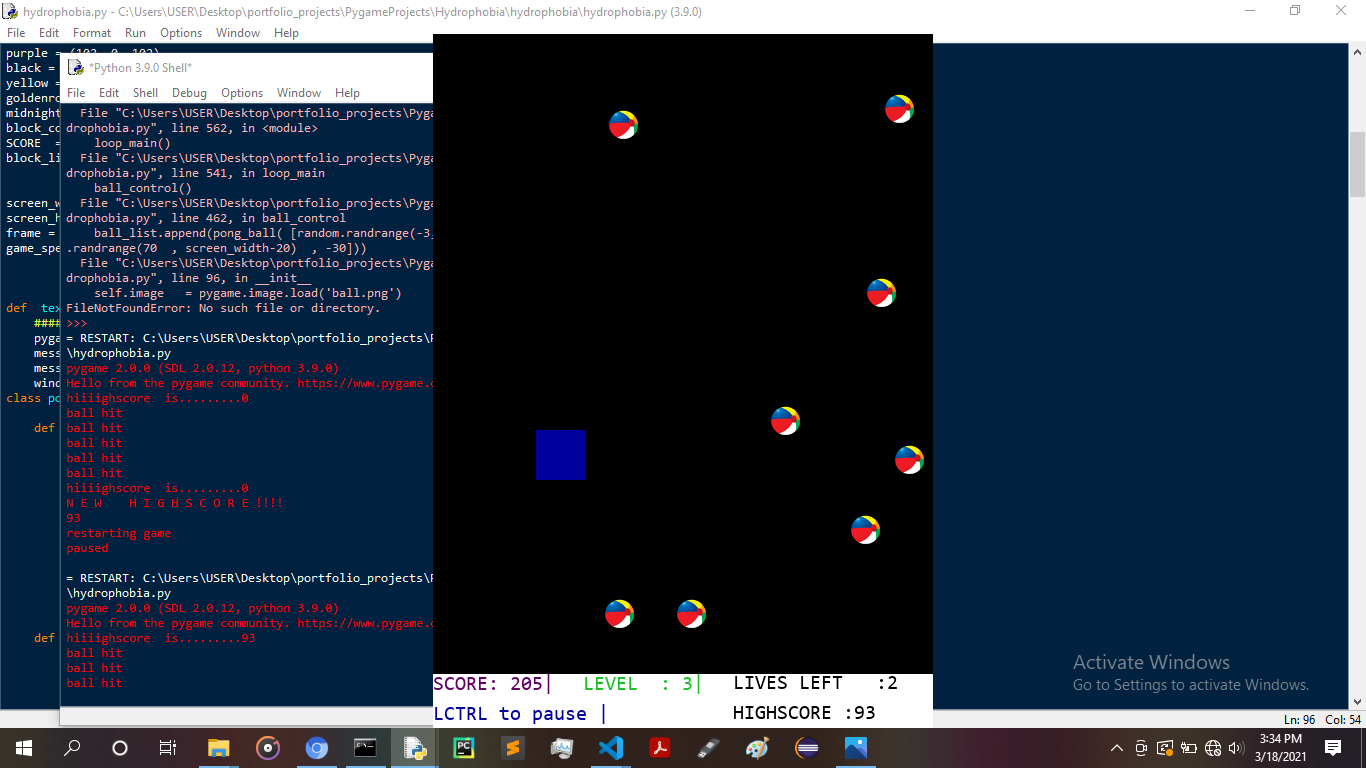 hydrophobia.py - C:\Users\USER\Desktop\portfolio_projects\PygameProjects\Hydrophobia\hydrophobia\hydrophobia.py (3.9.0)
File Edit Format Run Options Window Help
purple = (102, 0, 102)
black =
yellow =
goldenro
midnight
block_co
SCORE =
block_li
screen_w
screen_h
frame =
game_spe
def tex
####
pyga
mess
mess
wind
class po
def
def
*Python 3.9.0 Shell*
File Edit Shell Debug Options Window Help
File "C:\Users\USER\Desktop\portfolio_projects\Pyga
drophobia.py", line 562, in <module>
loop_main()
File "C:\Users\USER\Desktop\portfolio_projects\Pyga
drophobia.py", line 541, in loop_main
ball_control()
File "C:\Users\USER\Desktop\portfolio_projects\Pyga
drophobia.py", line 462, in ball_control
ball_list.append(pong_ball( [random.randrange(-3,
.randrange(70  , screen_width-20)  , -30]))
File "C:\Users\USER\Desktop\portfolio_projects\Pyga
drophobia.py", line 96, in __init__
self.image   = pygame.image.load('ball.png')
FileNotFoundError: No such file or directory.
>>>
= RESTART: C:\Users\USER\Desktop\portfolio_projects\P
\hydrophobia.py
pygame 2.0.0 (SDL 2.0.12, python 3.9.0)
Hello from the pygame community. https://www.pygame.c
hiiiighscore  is.........0
ball hit
ball hit
ball hit
ball hit
ball hit
hiiiighscore  is.........0
N E W    H I G H S C O R E !!!!
93
restarting game
paused
= RESTART: C:\Users\USER\Desktop\portfolio_projects\P
\hydrophobia.py
pygame 2.0.0 (SDL 2.0.12, python 3.9.0)
Hello from the pygame community. https://www.pygame.c
hiiiighscore  is.........93
ball hit
ball hit
ball hit
SCORE: 205| LEVEL  : 3| LIVES LEFT   :2
LCTRL to pause | HIGHSCORE :93
Activate Windows
Go to Settings to activate Windows.
Ln: 96 Col: 54
3:34 PM
3/18/2021